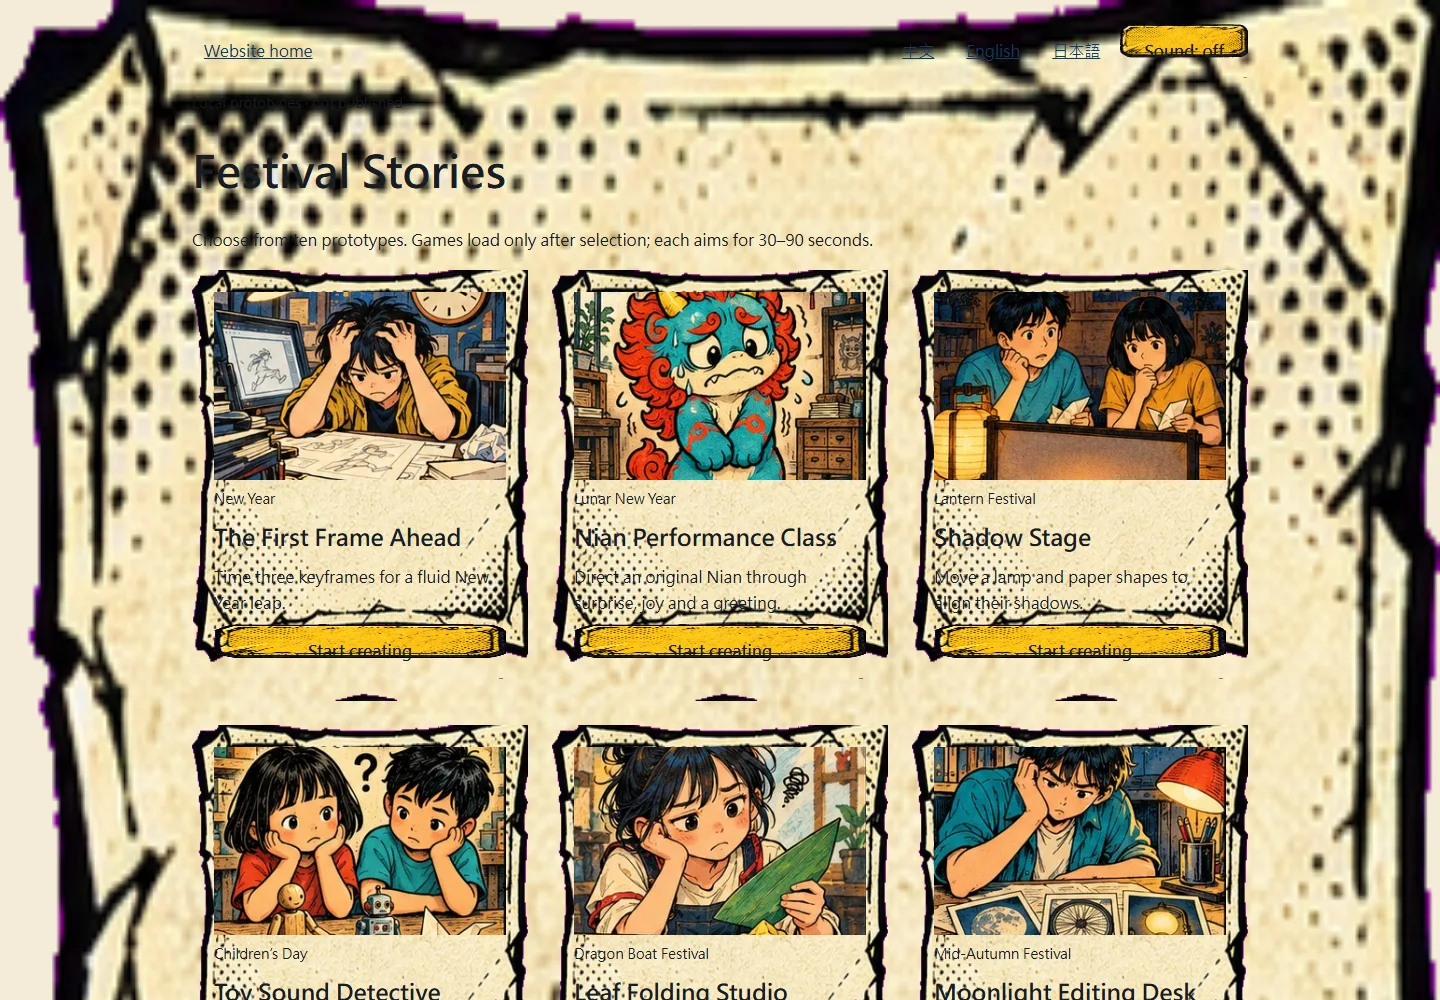 Website home
中文 English 日本語 Sound: off
Local prototypes · not published
Festival Stories
Choose from ten prototypes. Games load only after selection; each aims for 30–90 seconds.
New Year
The First Frame Ahead
Time three keyframes for a fluid New
Year leap.
Start creating
Lunar New Year
Nian Performance Class
Direct an original Nian through
surprise, joy and a greeting.
Start creating
Lantern Festival
Shadow Stage
Move a lamp and paper shapes to
align their shadows.
Start creating
?
Children’s Day
Toy Sound Detective
Dragon Boat Festival
Leaf Folding Studio
Mid-Autumn Festival
Moonlight Editing Desk